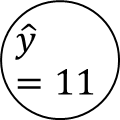 ŷ
= 11